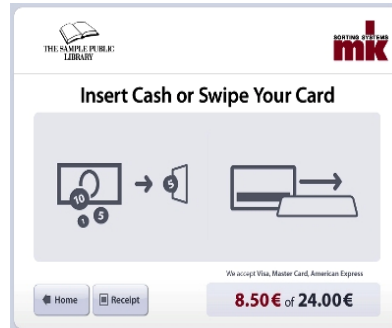 THE SAMPLE PUBLIC
LIBRARY
SORTING SYSTEMS
mk
Insert Cash or Swipe Your Card
10
5
1
5
We accept Visa, Master Card, American Express
Home
Receipt
8.50€ of 24.00€